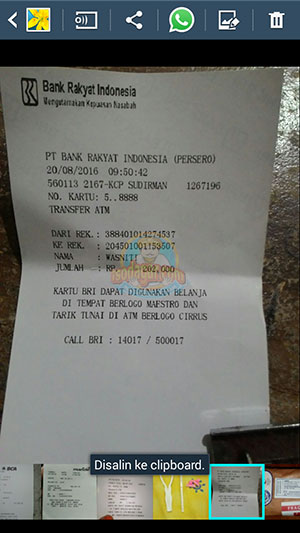 Bank Rakyat Indonesia
Mengutamakan Kepuasan Nasabah
PT BANK RAKYAT INDONESIA (PERSERO)
20/08/2016 09:50:42
560113 2167-KCP SUDIRMAN 1267196
NO. KARTU: 5..8888
TRANSFER ATM
DARI REK.: 388401014274537
KE REK. : 204501001153507
NAMA : WASNITI
JUMLAH : RP. 202,000
KARTU BRI DAPAT DIGUNAKAN BELANJA
DI TEMPAT BERLOGO MAESTRO DAN
TARIK TUNAI DI ATM BERLOGO CIRRUS
CALL BRI : 14017 / 500017
Disalin ke clipboard.
BCA